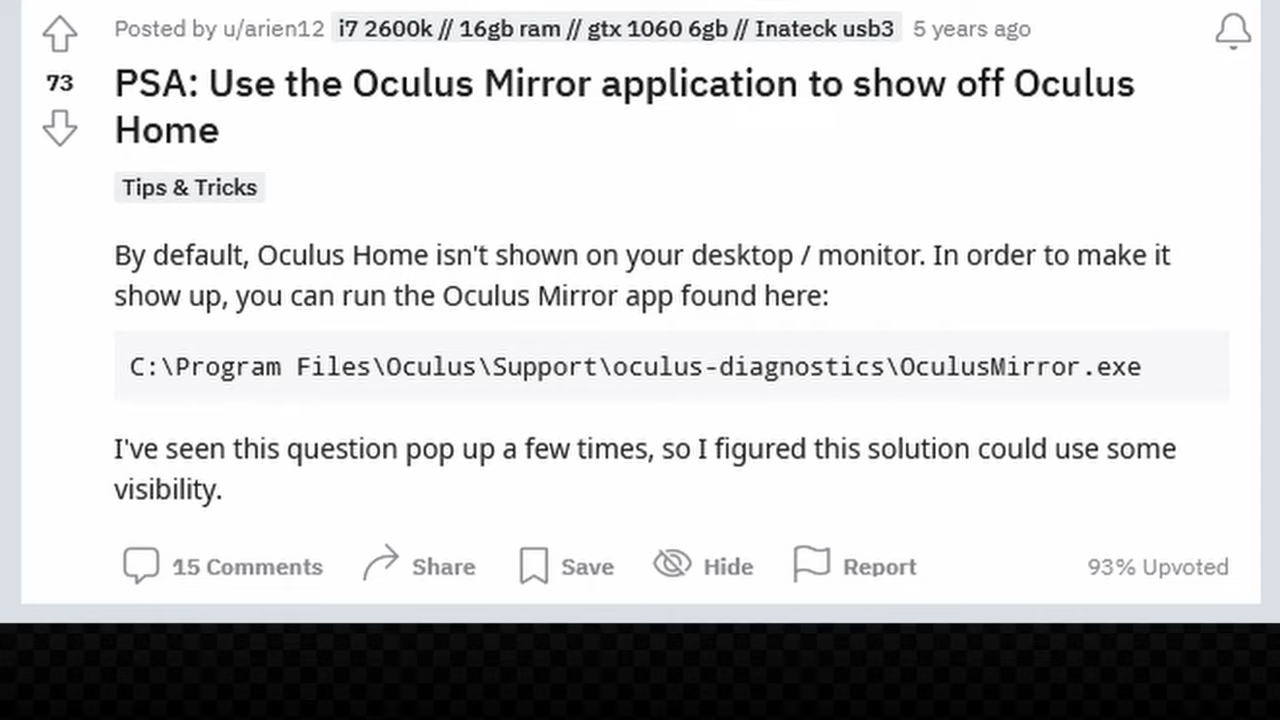 Posted by u/arien12 i7 2600k // 16gb ram // gtx 1060 6gb // Inateck usb3 5 years ago
73
PSA: Use the Oculus Mirror application to show off Oculus
Home
Tips & Tricks
By default, Oculus Home isn't shown on your desktop / monitor. In order to make it
show up, you can run the Oculus Mirror app found here:
C:\Program Files\Oculus\Support\oculus-diagnostics\OculusMirror.exe
I've seen this question pop up a few times, so I figured this solution could use some
visibility.
15 Comments Share Save Hide Report 93% Upvoted